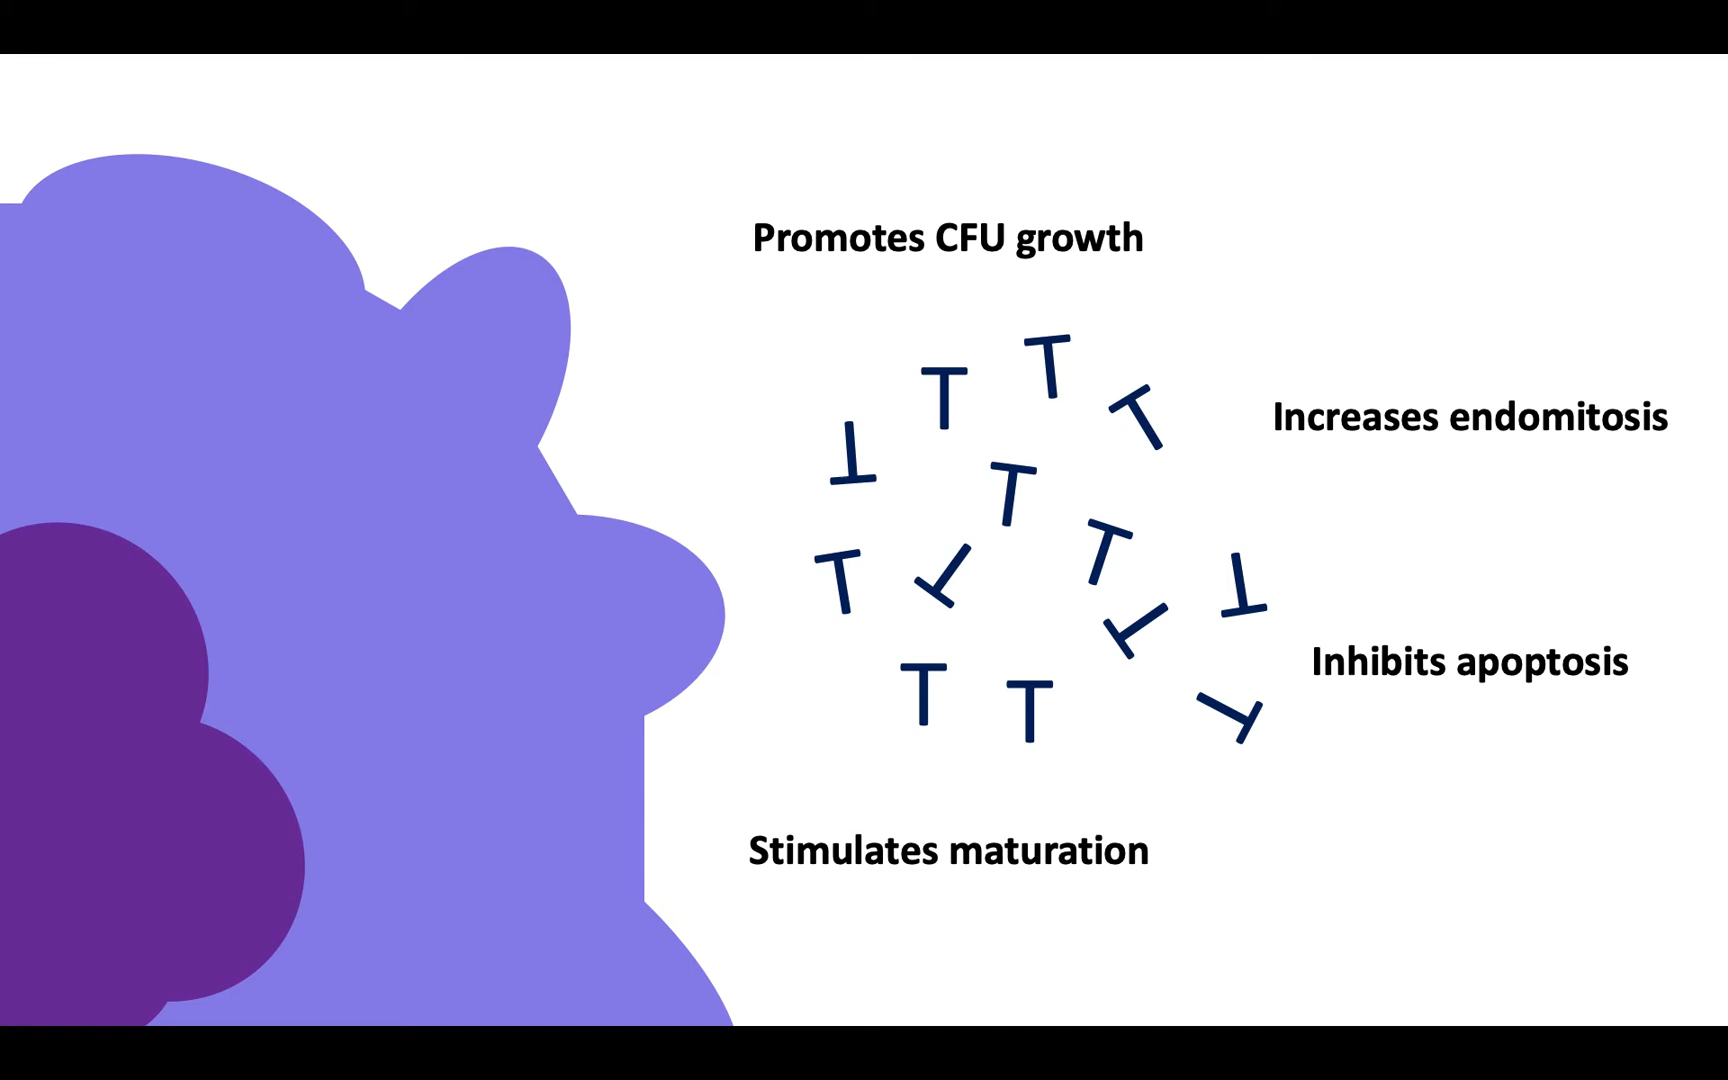 Promotes CFU growth
Increases endomitosis
Inhibits apoptosis
Stimulates maturation